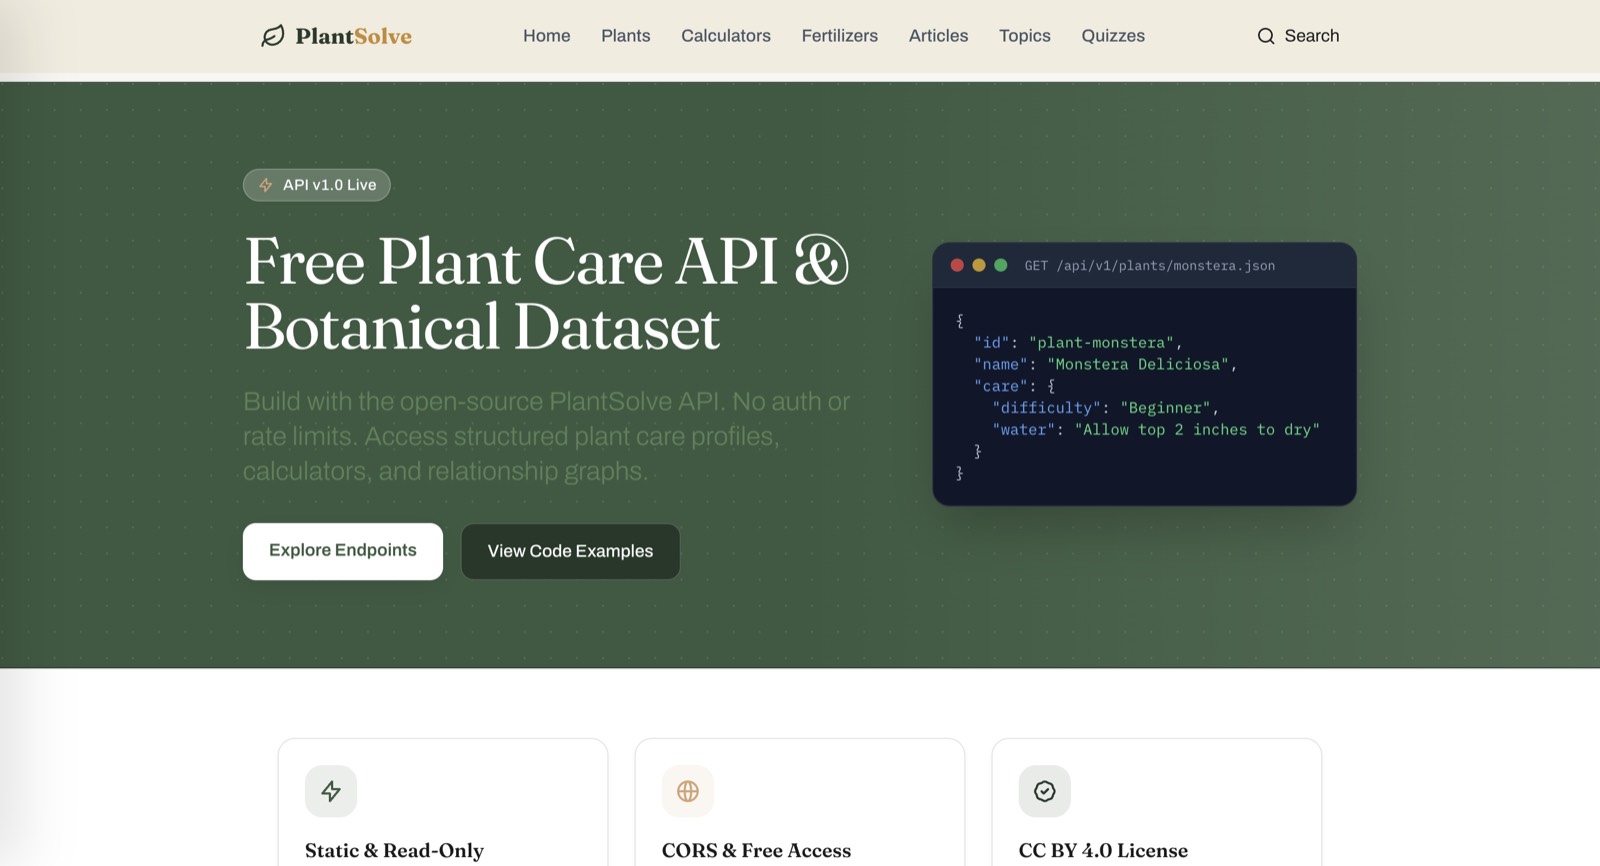 PlantSolve
Home Plants Calculators Fertilizers Articles Topics Quizzes
Search
API v1.0 Live
Free Plant Care API &
Botanical Dataset
Build with the open-source PlantSolve API. No auth or
rate limits. Access structured plant care profiles,
calculators, and relationship graphs.
Explore Endpoints
View Code Examples
GET /api/v1/plants/monstera.json
{
  "id": "plant-monstera",
  "name": "Monstera Deliciosa",
  "care": {
    "difficulty": "Beginner",
    "water": "Allow top 2 inches to dry"
  }
}
Static & Read-Only
CORS & Free Access
CC BY 4.0 License